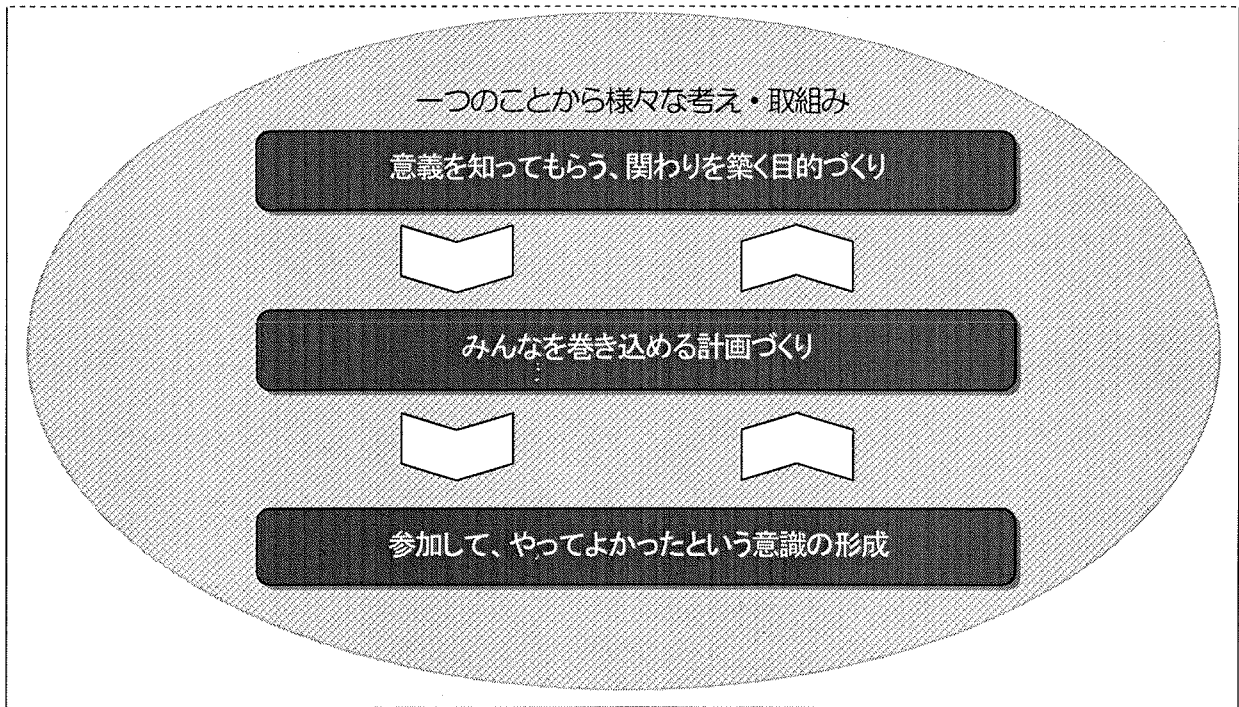 一つのことから様々な考え・取組み
意義を知ってもらう、関わりを築く目的づくり
みんなを巻き込める計画づくり
参加して、やってよかったという意識の形成